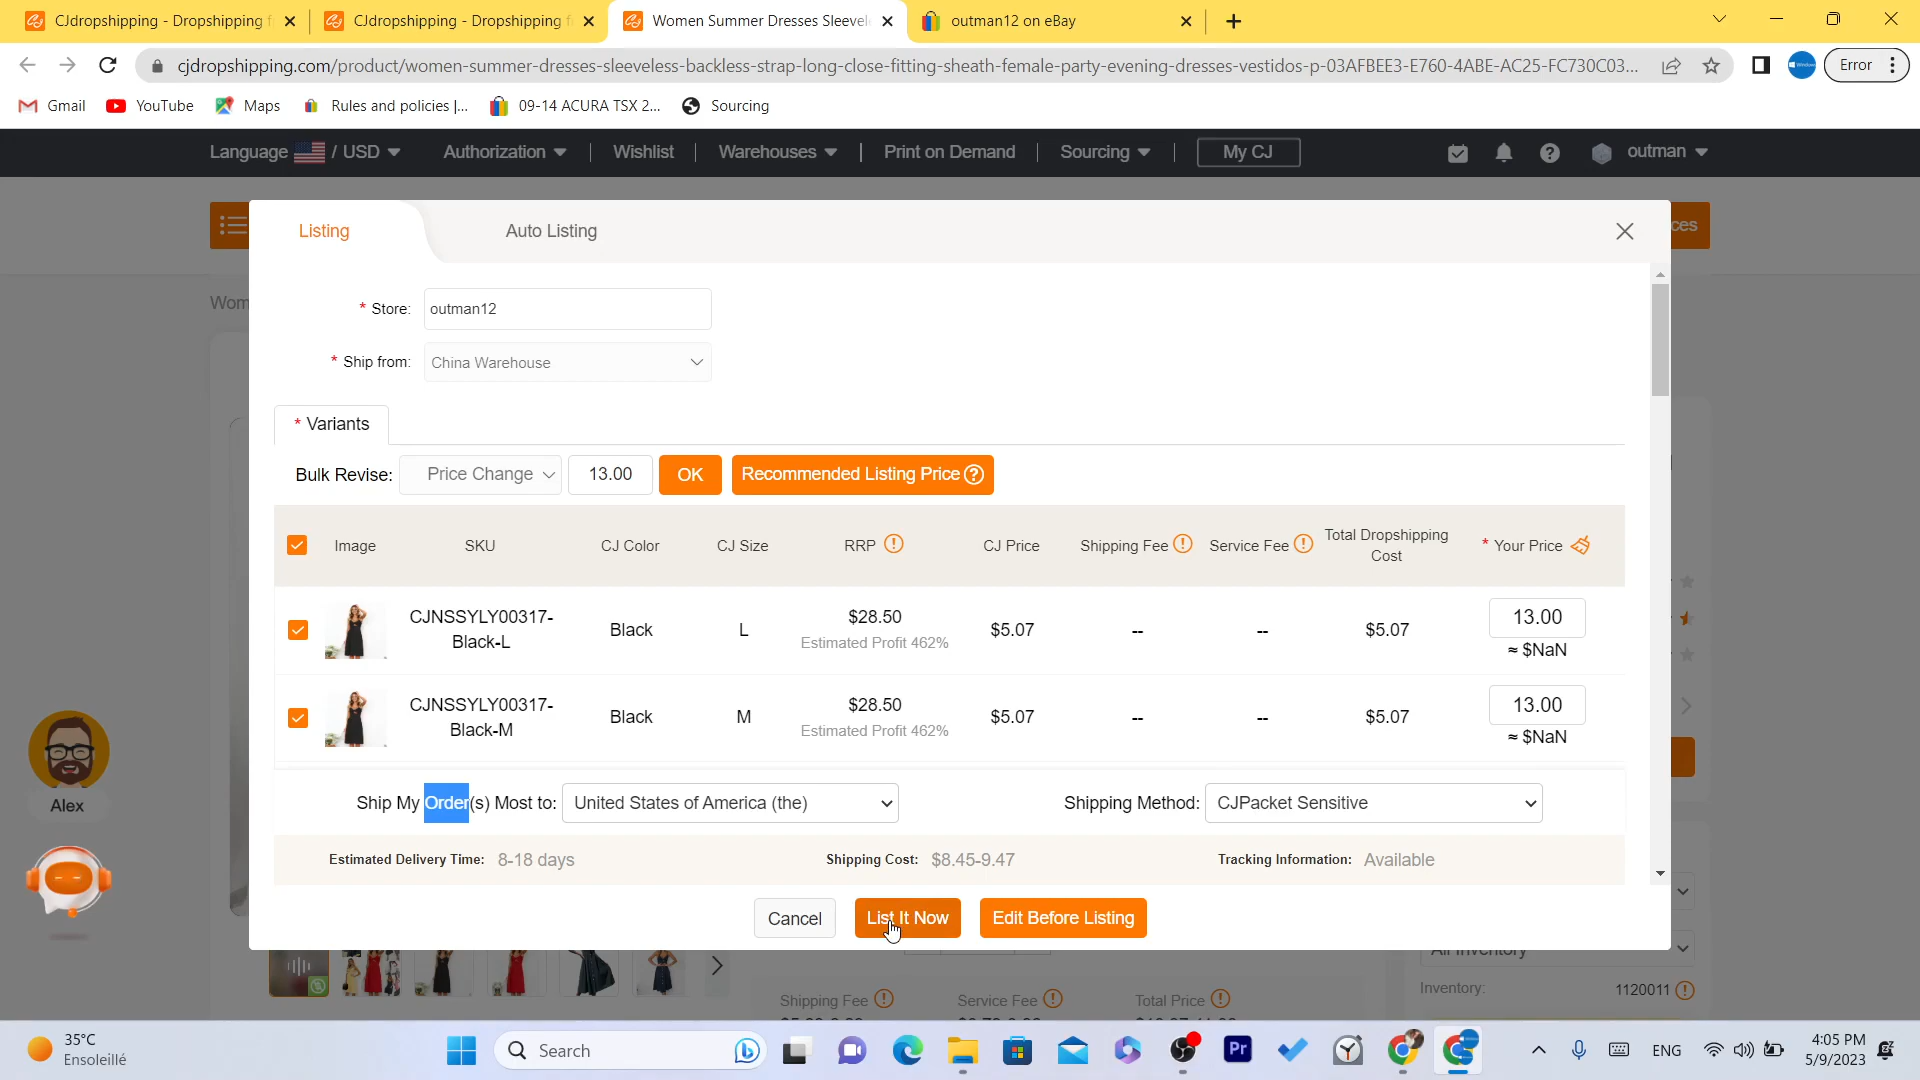 CJdropshipping - Dropshipping f
CJdropshipping - Dropshipping f
Women Summer Dresses Sleevel
outman12 on eBay
cjdropshipping.com/product/women-summer-dresses-sleeveless-backless-strap-long-close-fitting-sheath-female-party-evening-dresses-vestidos-p-03AFBEE3-E760-4ABE-AC25-FC730C03...
Error
Gmail
YouTube
Maps
Rules and policies |...
09-14 ACURA TSX 2...
Sourcing
Language / USD
Authorization
Wishlist
Warehouses
Print on Demand
Sourcing
My CJ
outman
ces
Wom
Listing
Auto Listing
* Store: outman12
* Ship from: China Warehouse
* Variants
Bulk Revise: Price Change 13.00 OK Recommended Listing Price
Image SKU CJ Color CJ Size RRP CJ Price Shipping Fee Service Fee Total Dropshipping Cost * Your Price
CJNSSYLY00317-Black-L Black L $28.50 Estimated Profit 462% $5.07 -- -- $5.07 13.00 ≈ $NaN
CJNSSYLY00317-Black-M Black M $28.50 Estimated Profit 462% $5.07 -- -- $5.07 13.00 ≈ $NaN
Ship My Order(s) Most to: United States of America (the) Shipping Method: CJPacket Sensitive
Estimated Delivery Time: 8-18 days Shipping Cost: $8.45-9.47 Tracking Information: Available
Cancel
List It Now
Edit Before Listing
Alex
All Inventory
Inventory: 1120011
Shipping Fee
Service Fee
Total Price
35°C
Ensoleillé
Search
Pr
ENG
4:05 PM
5/9/2023